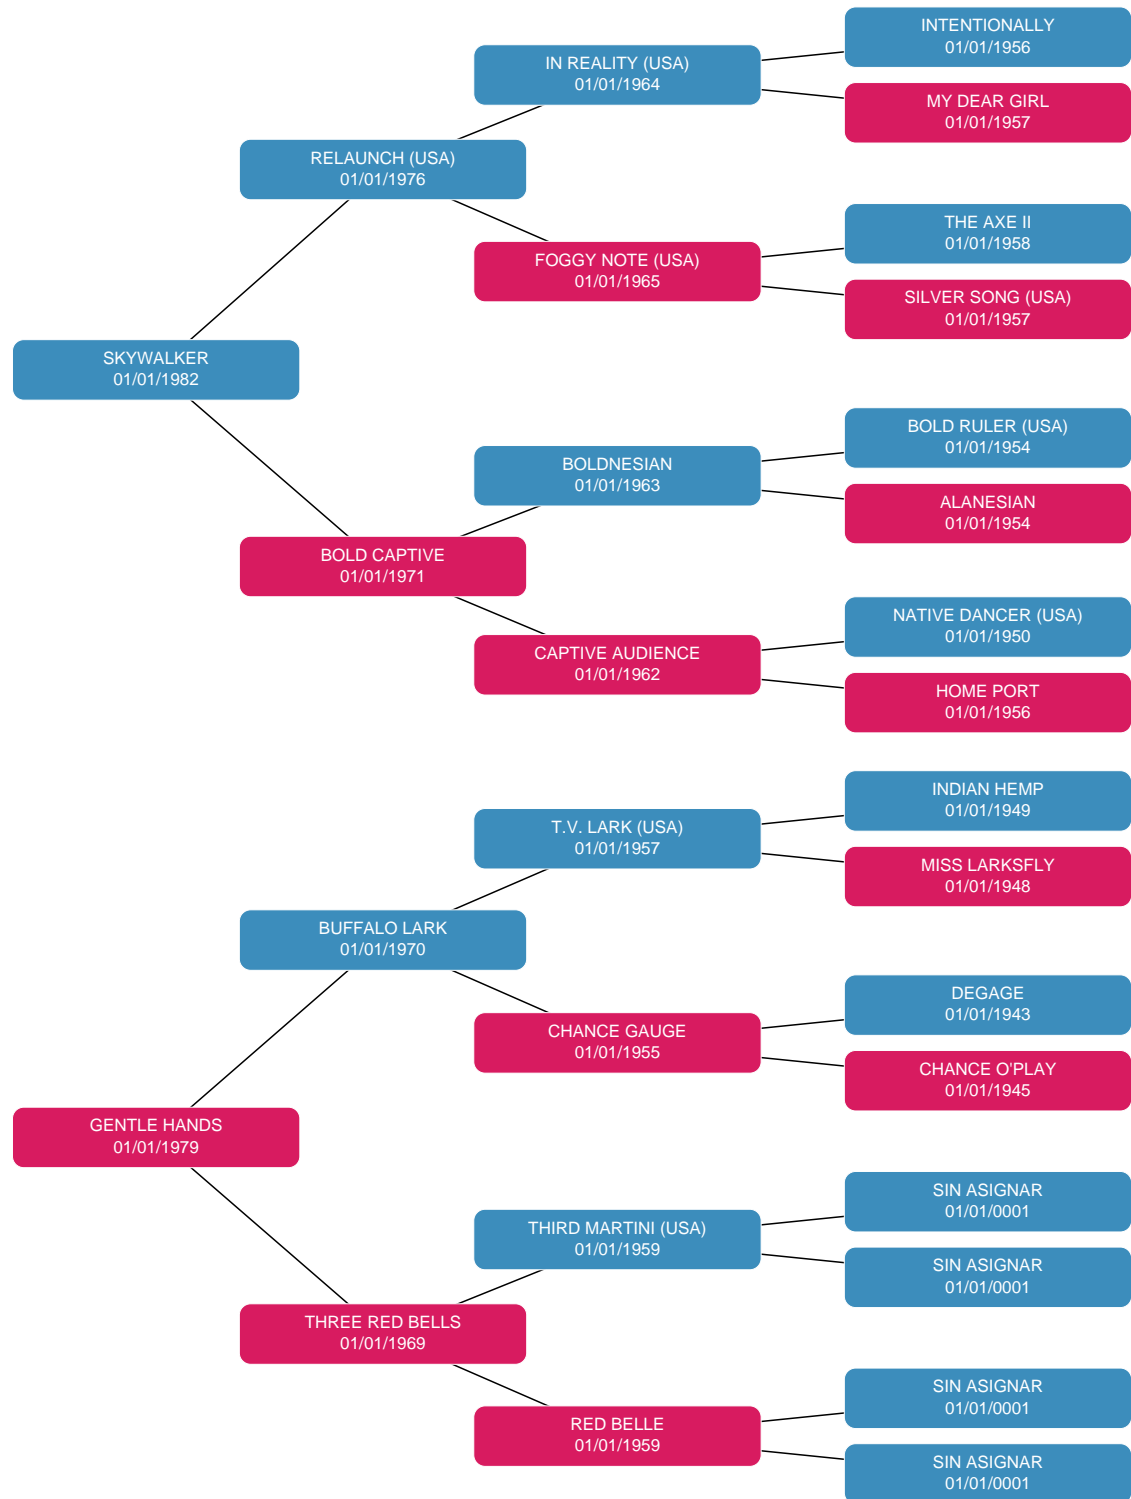 INTENTIONALLY
01/01/1956
IN REALITY (USA)
01/01/1964
MY DEAR GIRL
01/01/1957
RELAUNCH (USA)
01/01/1976
THE AXE II
01/01/1958
FOGGY NOTE (USA)
01/01/1965
SILVER SONG (USA)
01/01/1957
SKYWALKER
01/01/1982
BOLD RULER (USA)
01/01/1954
BOLDNESIAN
01/01/1963
ALANESIAN
01/01/1954
BOLD CAPTIVE
01/01/1971
NATIVE DANCER (USA)
01/01/1950
CAPTIVE AUDIENCE
01/01/1962
HOME PORT
01/01/1956
INDIAN HEMP
01/01/1949
T.V. LARK (USA)
01/01/1957
MISS LARKSFLY
01/01/1948
BUFFALO LARK
01/01/1970
DEGAGE
01/01/1943
CHANCE GAUGE
01/01/1955
CHANCE O'PLAY
01/01/1945
GENTLE HANDS
01/01/1979
SIN ASIGNAR
01/01/0001
THIRD MARTINI (USA)
01/01/1959
SIN ASIGNAR
01/01/0001
THREE RED BELLS
01/01/1969
SIN ASIGNAR
01/01/0001
RED BELLE
01/01/1959
SIN ASIGNAR
01/01/0001